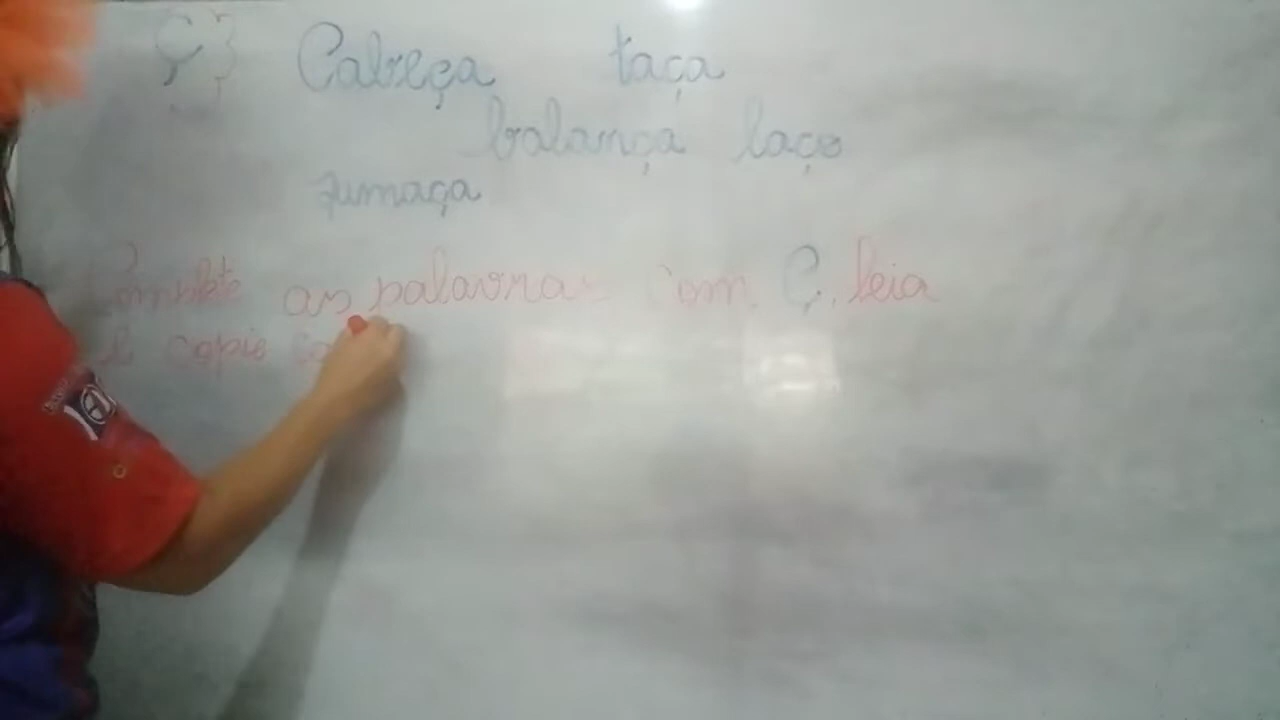 Ç} Cabeça taça
balança laço
fumaça
Complete as palavras com Ç, leia
e copie